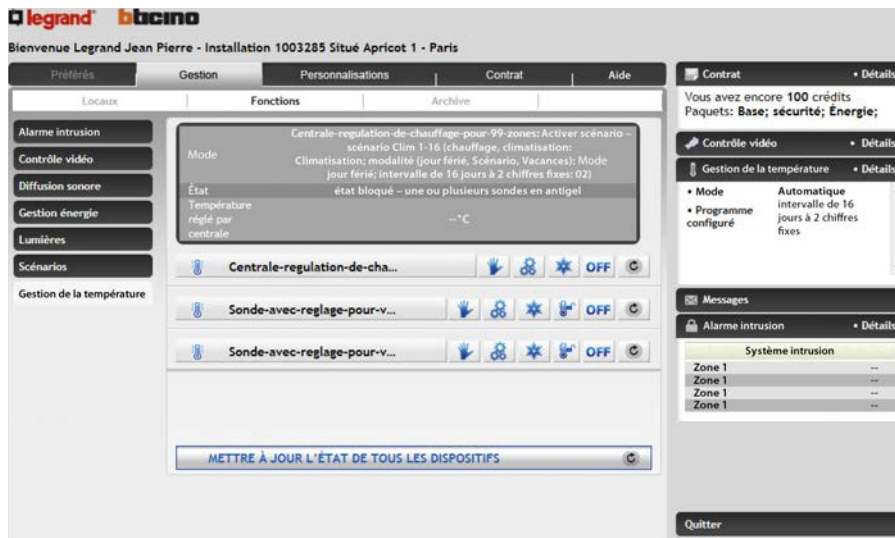 legrand bticino
Bienvenue Legrand Jean Pierre - Installation 1003285 Situé Apricot 1 - Paris
Préférés Gestion Personnalisations Contrat Aide
Locaux Fonctions Archive
Alarme intrusion
Contrôle vidéo
Diffusion sonore
Gestion énergie
Lumières
Scénarios
Gestion de la température
Mode
Centrale-regulation-de-chauffage-pour-99-zones: Activer scénario –
scénario Clim 1-16 (chauffage, climatisation:
Climatisation; modalité (jour férié, Scénario, Vacances): Mode
jour férié; intervalle de 16 jours à 2 chiffres fixes: 02)
État
état bloqué – une ou plusieurs sondes en antigel
Température
réglé par
centrale
--°C
Centrale-regulation-de-cha... OFF
Sonde-avec-reglage-pour-v... OFF
Sonde-avec-reglage-pour-v... OFF
METTRE À JOUR L'ÉTAT DE TOUS LES DISPOSITIFS
Contrat • Détails
Vous avez encore 100 crédits
Paquets: Base; sécurité; Énergie;
Contrôle vidéo • Détails
Gestion de la température • Détails
• Mode Automatique
intervalle de 16
jours à 2 chiffres
fixes
• Programme
configuré
Messages
Alarme intrusion • Détails
Système intrusion
Zone 1 --
Zone 1 --
Zone 1 --
Zone 1 --
Quitter